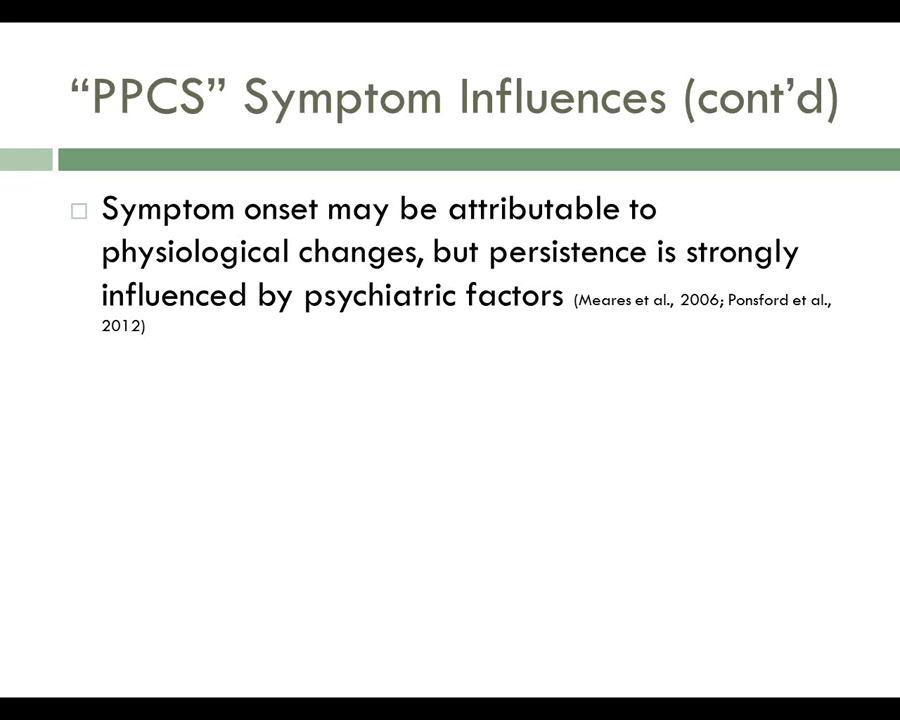 “PPCS” Symptom Influences (cont’d)
Symptom onset may be attributable to
physiological changes, but persistence is strongly
influenced by psychiatric factors (Meares et al., 2006; Ponsford et al.,
2012)